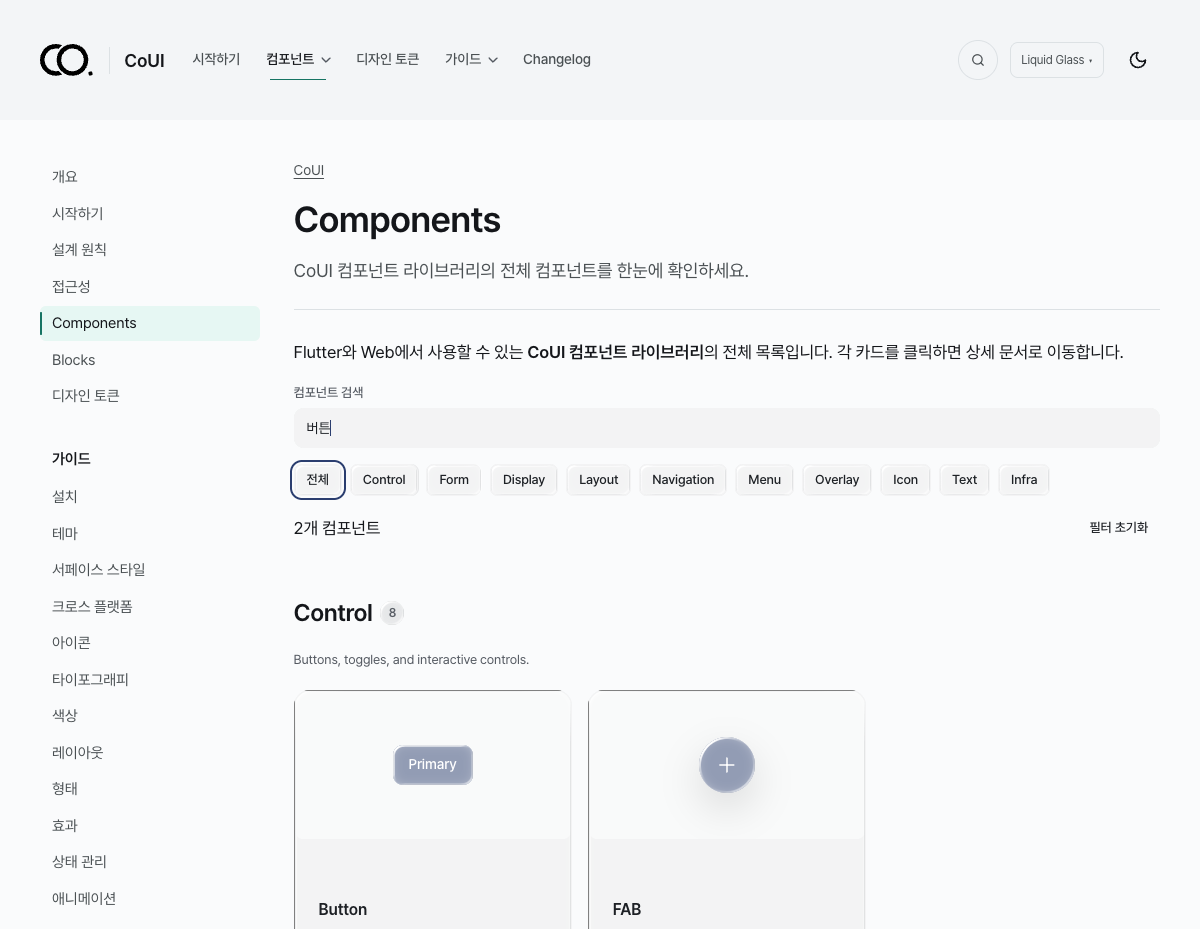 CO.
CoUI
시작하기
컴포넌트
디자인 토큰
가이드
Changelog
Liquid Glass
개요
시작하기
설계 원칙
접근성
Components
Blocks
디자인 토큰
가이드
설치
테마
서페이스 스타일
크로스 플랫폼
아이콘
타이포그래피
색상
레이아웃
형태
효과
상태 관리
애니메이션
CoUI
Components
CoUI 컴포넌트 라이브러리의 전체 컴포넌트를 한눈에 확인하세요.
Flutter와 Web에서 사용할 수 있는 CoUI 컴포넌트 라이브러리의 전체 목록입니다. 각 카드를 클릭하면 상세 문서로 이동합니다.
컴포넌트 검색
버튼
전체 Control Form Display Layout Navigation Menu Overlay Icon Text Infra
2개 컴포넌트
필터 초기화
Control 8
Buttons, toggles, and interactive controls.
Primary
Button
FAB